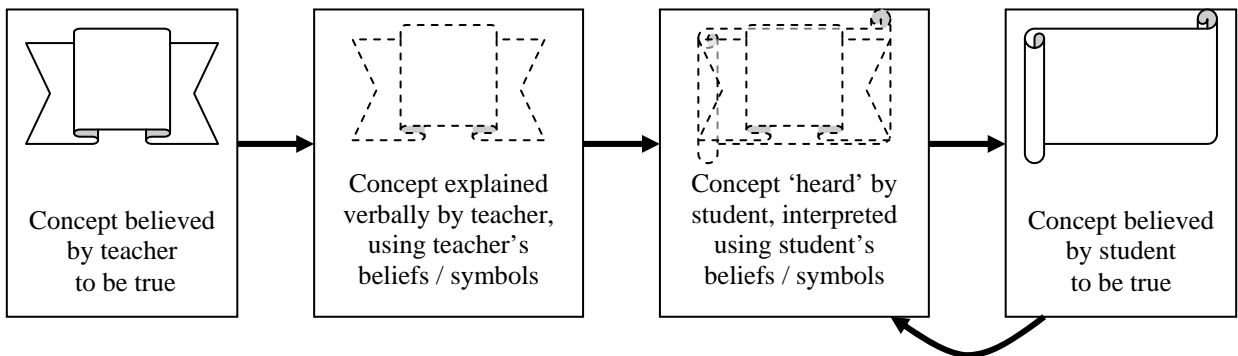 Concept believed
by teacher
to be true
Concept explained
verbally by teacher,
using teacher’s
beliefs / symbols
Concept ‘heard’ by
student, interpreted
using student’s
beliefs / symbols
Concept believed
by student
to be true